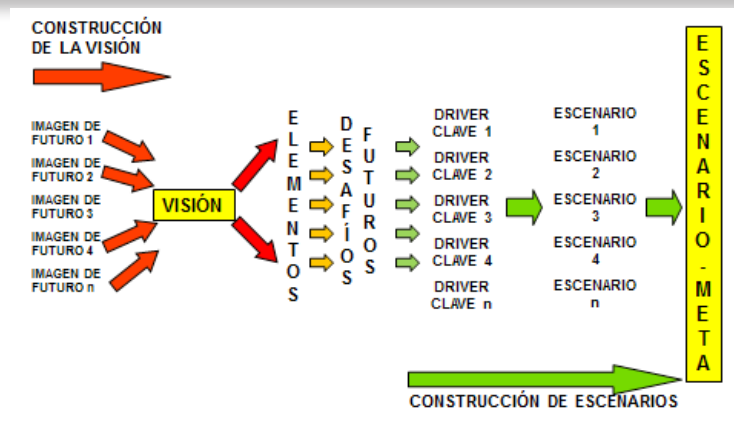 CONSTRUCCIÓN
DE LA VISIÓN
IMAGEN DE
FUTURO 1
IMAGEN DE
FUTURO 2
IMAGEN DE
FUTURO 3
IMAGEN DE
FUTURO 4
IMAGEN DE
FUTURO n
VISIÓN
ELEMENTOS
DESAFÍOS
FUTUROS
DRIVER
CLAVE 1
DRIVER
CLAVE 2
DRIVER
CLAVE 3
DRIVER
CLAVE 4
DRIVER
CLAVE n
ESCENARIO
1
ESCENARIO
2
ESCENARIO
3
ESCENARIO
4
ESCENARIO
n
ESCENARIO-META
CONSTRUCCIÓN DE ESCENARIOS